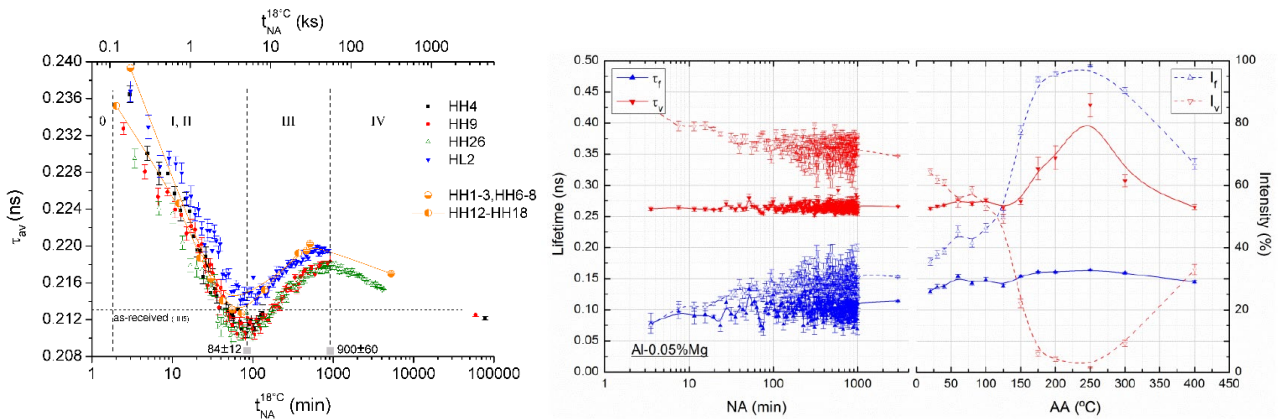 t_NA^18°C (ks)
0.1 1 10 100 1000
0.240
0.236
0.232
0.228
0.224
0.220
0.216
0.212
0.208
τ_av (ns)
0 I, II III IV
HH4
HH9
HH26
HL2
HH1-3,HH6-8
HH12-HH18
as-received
84±12 900±60
1 10 100 1000 10000 100000
t_NA^18°C (min)
0.50
0.45
0.40
0.35
0.30
0.25
0.20
0.15
0.10
0.05
0.00
Lifetime (ns)
τ_f
τ_v
I_f
I_v
Al-0.05%Mg
1 10 100 1000
NA (min)
0 50 100 150 200 250 300 350 400 450
AA (ºC)
100
80
60
40
20
0
Intensity (%)